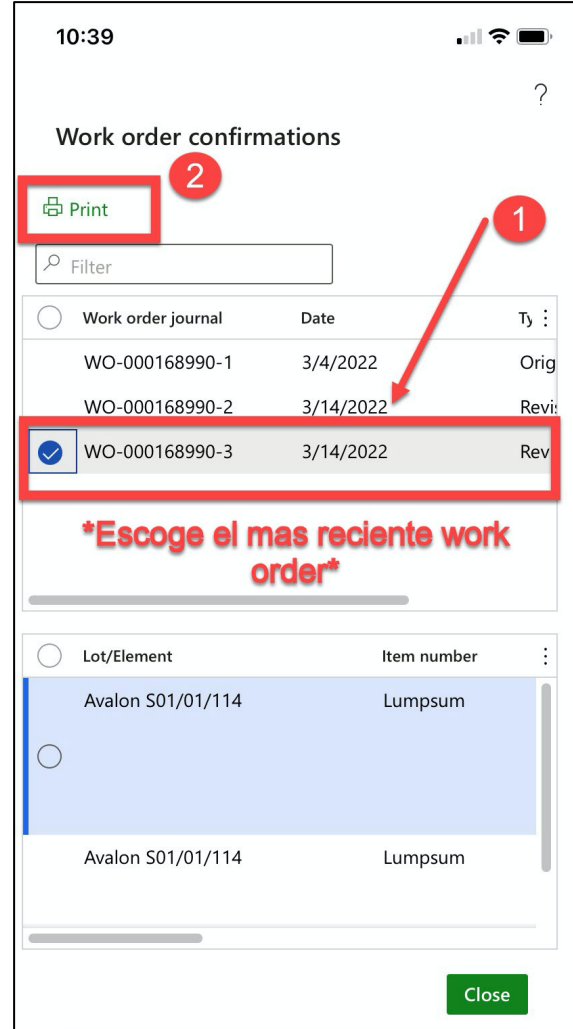 10:39
?
Work order confirmations
2
Print
1
Filter
Work order journal Date Ty
WO-000168990-1 3/4/2022 Orig
WO-000168990-2 3/14/2022 Revi
WO-000168990-3 3/14/2022 Rev
*Escoge el mas reciente work
order*
Lot/Element Item number
Avalon S01/01/114 Lumpsum
Avalon S01/01/114 Lumpsum
Close